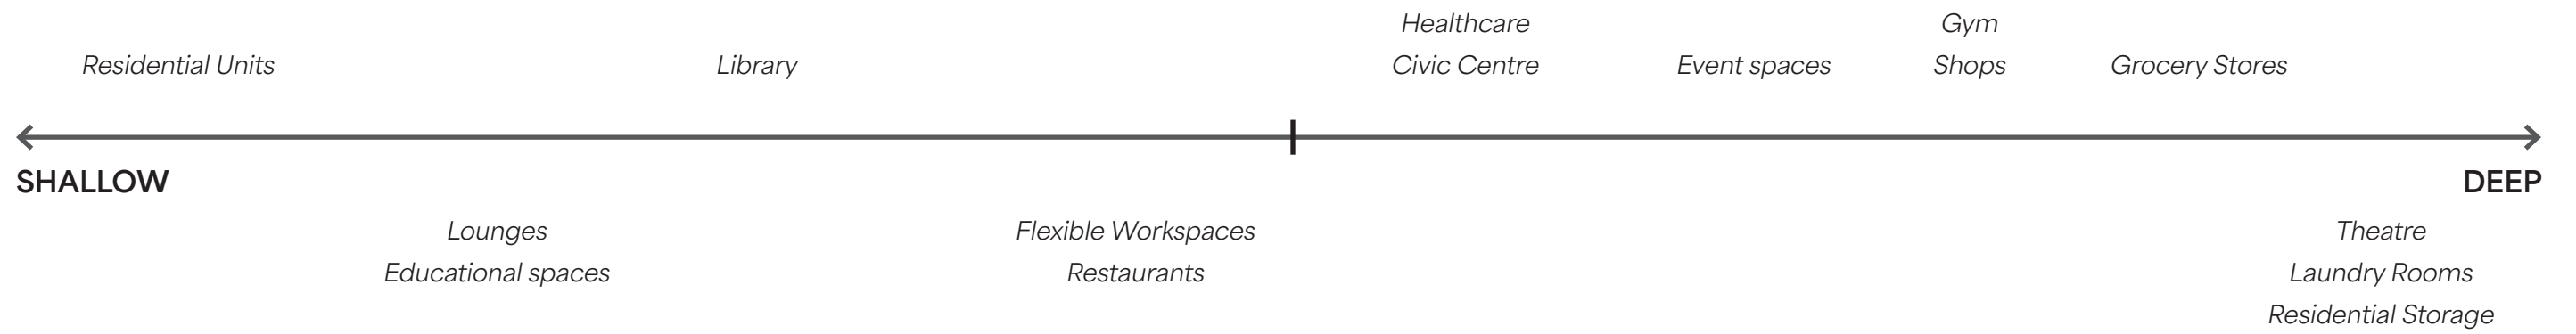 Healthcare
Gym
Residential Units
Library
Civic Centre
Event spaces
Shops
Grocery Stores
SHALLOW
DEEP
Lounges
Flexible Workspaces
Theatre
Educational spaces
Restaurants
Laundry Rooms
Residential Storage